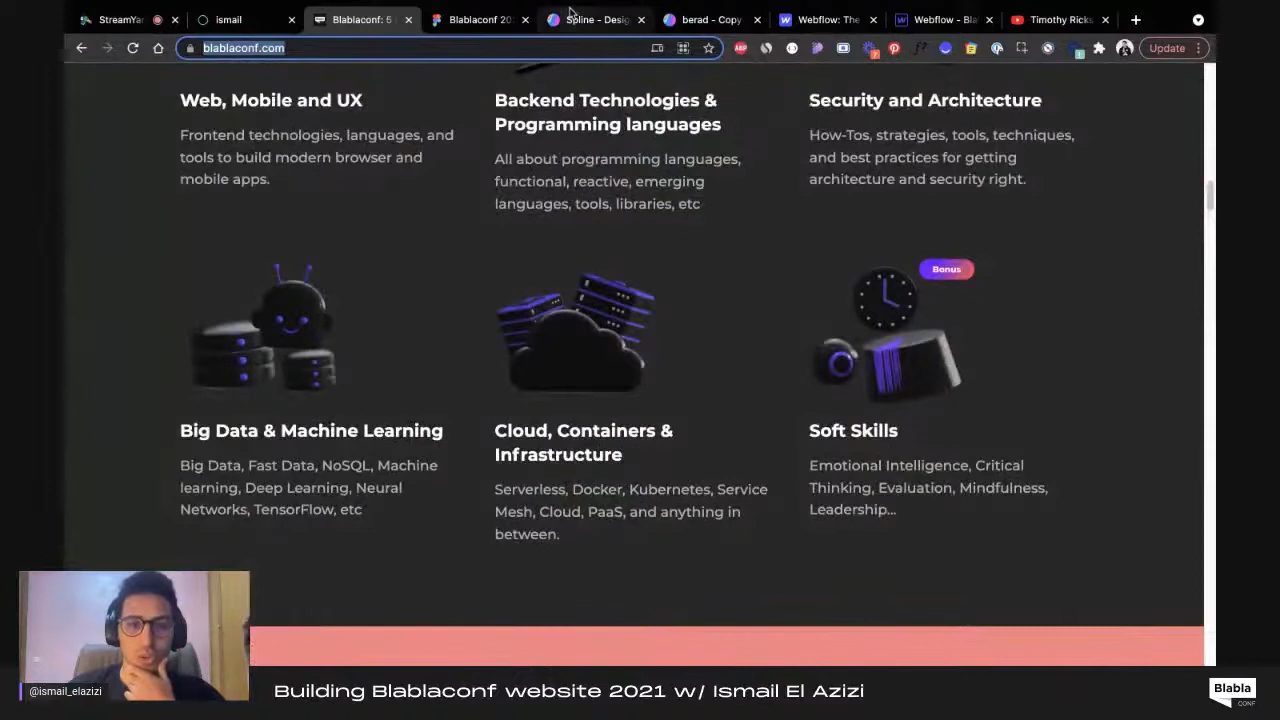 StreamYar
ismail
Blablaconf: 5
Blablaconf 20
Spline - Desig
berad - Copy
Webflow: The
Webflow - Bla
Timothy Ricks
blablaconf.com
ABP
f?
7
1
Update
Web, Mobile and UX
Frontend technologies, languages, and
tools to build modern browser and
mobile apps.
Backend Technologies &
Programming languages
All about programming languages,
functional, reactive, emerging
languages, tools, libraries, etc
Security and Architecture
How-Tos, strategies, tools, techniques,
and best practices for getting
architecture and security right.
Bonus
Big Data & Machine Learning
Big Data, Fast Data, NoSQL, Machine
learning, Deep Learning, Neural
Networks, TensorFlow, etc
Cloud, Containers &
Infrastructure
Serverless, Docker, Kubernetes, Service
Mesh, Cloud, PaaS, and anything in
between.
Soft Skills
Emotional Intelligence, Critical
Thinking, Evaluation, Mindfulness,
Leadership...
@ismail_elazizi
Building Blablaconf website 2021 w/ Ismail El Azizi
Blabla
CONF